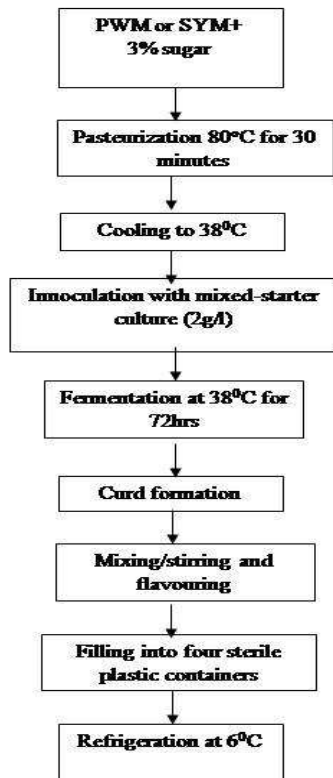 PWM or SYM+
3% sugar
Pasteurization 80°C for 30
minutes
Cooling to 38⁰C
Innoculation with mixed-starter
culture (2g/l)
Fermentation at 38⁰C for
72hrs
Curd formation
Mixing/stirring and
flavouring
Filling into four sterile
plastic containers
Refrigeration at 6⁰C